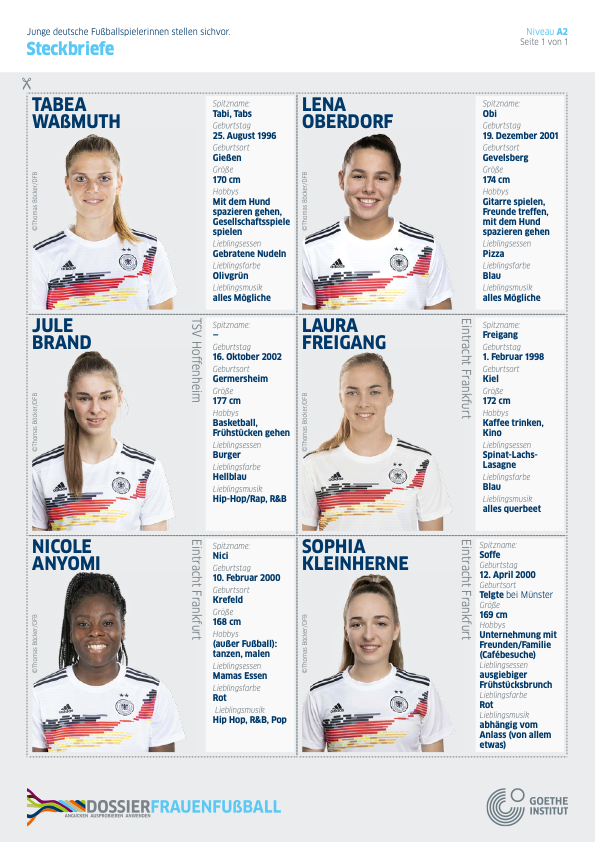 Junge deutsche Fußballspielerinnen stellen sichvor.
Steckbriefe
Niveau A2
Seite 1 von 1
TABEA
WAßMUTH
©Thomas Böcker/DFB
adidas
Spitzname:
Tabi, Tabs
Geburtstag
25. August 1996
Geburtsort
Gießen
Größe
170 cm
Hobbys
Mit dem Hund
spazieren gehen,
Gesellschaftsspiele
spielen
Lieblingsessen
Gebratene Nudeln
Lieblingsfarbe
Olivgrün
Lieblingsmusik
alles Mögliche
LENA
OBERDORF
©Thomas Böcker/DFB
adidas
Spitzname:
Obi
Geburtstag
19. Dezember 2001
Geburtsort
Gevelsberg
Größe
174 cm
Hobbys
Gitarre spielen,
Freunde treffen,
mit dem Hund
spazieren gehen
Lieblingsessen
Pizza
Lieblingsfarbe
Blau
Lieblingsmusik
alles Mögliche
JULE
BRAND
TSV Hoffenheim
©Thomas Böcker/DFB
adidas
Spitzname:
–
Geburtstag
16. Oktober 2002
Geburtsort
Germersheim
Größe
177 cm
Hobbys
Basketball,
Frühstücken gehen
Lieblingsessen
Burger
Lieblingsfarbe
Hellblau
Lieblingsmusik
Hip-Hop/Rap, R&B
LAURA
FREIGANG
Eintracht Frankfurt
©Thomas Böcker/DFB
adidas
Spitzname:
Freigang
Geburtstag
1. Februar 1998
Geburtsort
Kiel
Größe
172 cm
Hobbys
Kaffee trinken,
Kino
Lieblingsessen
Spinat-Lachs-
Lasagne
Lieblingsfarbe
Blau
Lieblingsmusik
alles querbeet
NICOLE
ANYOMI
Eintracht Frankfurt
©Thomas Böcker/DFB
adidas
Spitzname:
Nici
Geburtstag
10. Februar 2000
Geburtsort
Krefeld
Größe
168 cm
Hobbys
(außer Fußball):
tanzen, malen
Lieblingsessen
Mamas Essen
Lieblingsfarbe
Rot
Lieblingsmusik
Hip Hop, R&B, Pop
SOPHIA
KLEINHERNE
Eintracht Frankfurt
©Thomas Böcker/DFB
adidas
Spitzname:
Soffe
Geburtstag
12. April 2000
Geburtsort
Telgte bei Münster
Größe
169 cm
Hobbys
Unternehmung mit
Freunden/Familie
(Cafébesuche)
Lieblingsessen
ausgiebiger
Frühstücksbrunch
Lieblingsfarbe
Rot
Lieblingsmusik
abhängig vom
Anlass (von allem
etwas)
DOSSIERFRAUENFUßBALL
ANGUCKEN AUSPROBIEREN ANWENDEN
GOETHE
INSTITUT